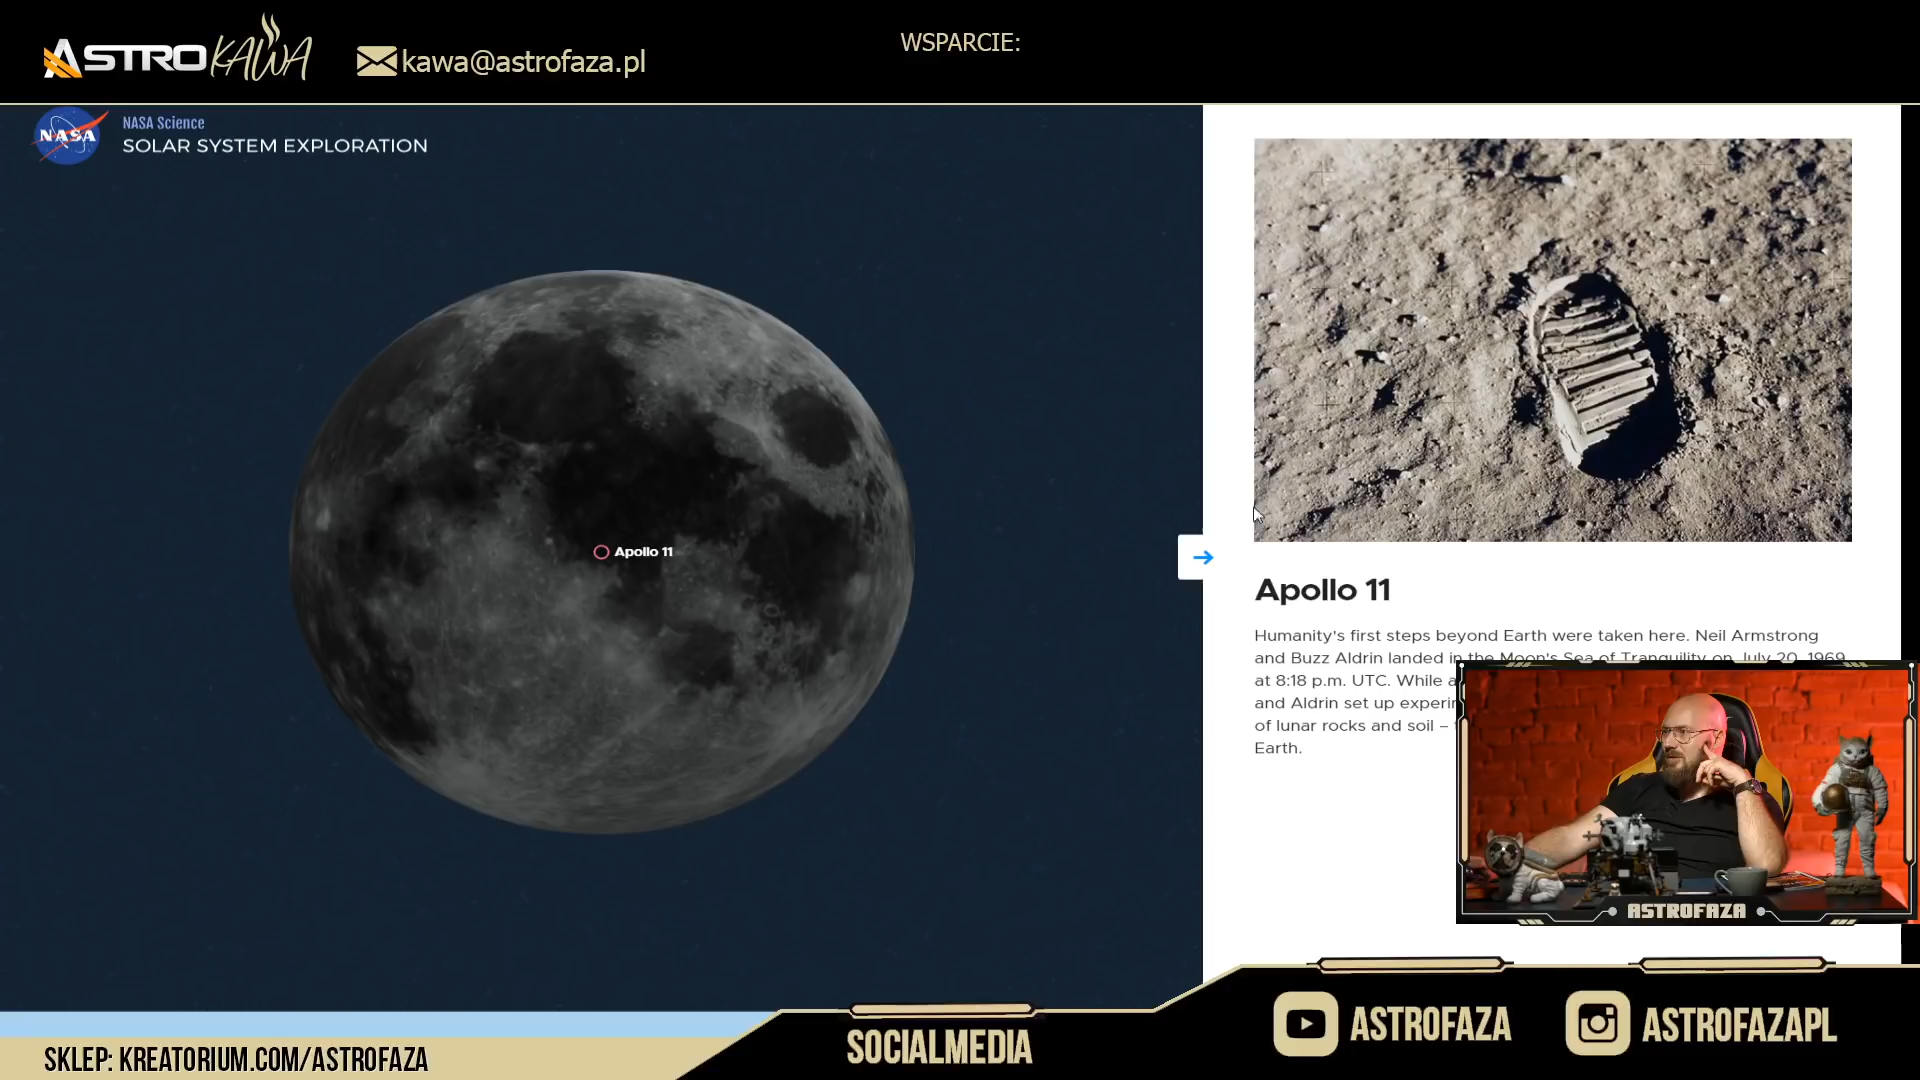 ASTRO KAWA
kawa@astrofaza.pl
WSPARCIE:
NASA
NASA Science
SOLAR SYSTEM EXPLORATION
Apollo 11
Apollo 11
Humanity's first steps beyond Earth were taken here. Neil Armstrong
and Buzz Aldrin landed in the Moon's Sea of Tranquility on July 20, 1969
at 8:18 p.m. UTC. While
and Aldrin set up
of lunar rocks and soil –
Earth.
ASTROFAZA
SOCIALMEDIA
ASTROFAZA
ASTROFAZAPL
SKLEP: KREATORIUM.COM/ASTROFAZA